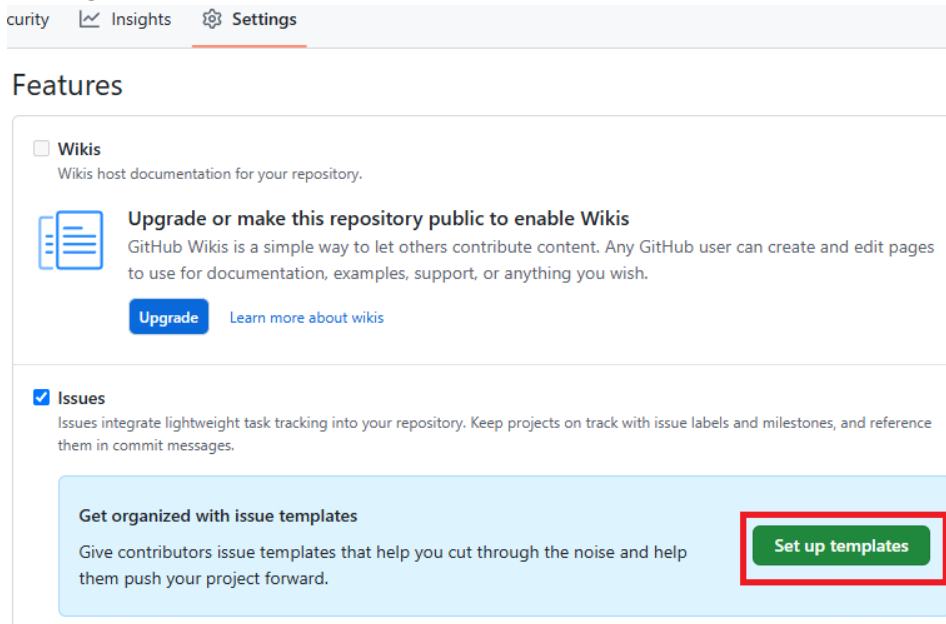 curity Insights Settings
Features
Wikis
Wikis host documentation for your repository.
Upgrade or make this repository public to enable Wikis
GitHub Wikis is a simple way to let others contribute content. Any GitHub user can create and edit pages
to use for documentation, examples, support, or anything you wish.
Upgrade Learn more about wikis
Issues
Issues integrate lightweight task tracking into your repository. Keep projects on track with issue labels and milestones, and reference
them in commit messages.
Get organized with issue templates
Give contributors issue templates that help you cut through the noise and help
them push your project forward.
Set up templates